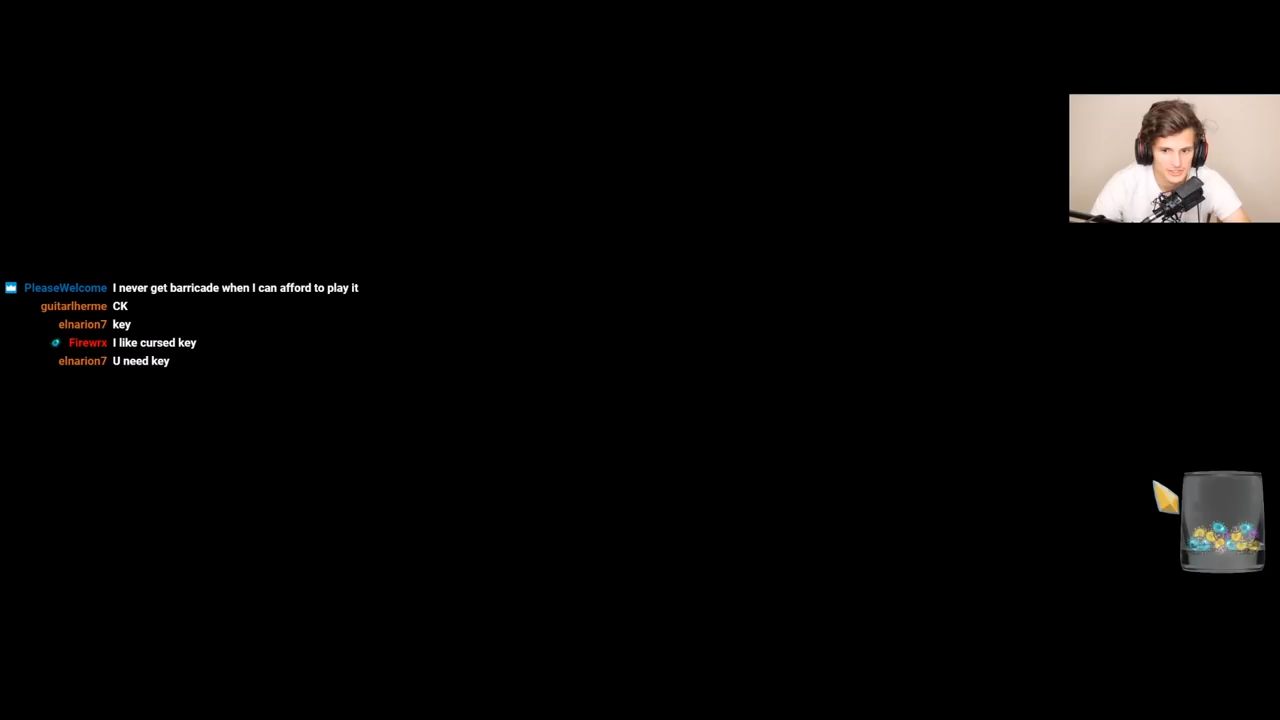 PleaseWelcome I never get barricade when I can afford to play it
guitarlherme CK
elnarion7 key
Firewrx I like cursed key
elnarion7 U need key